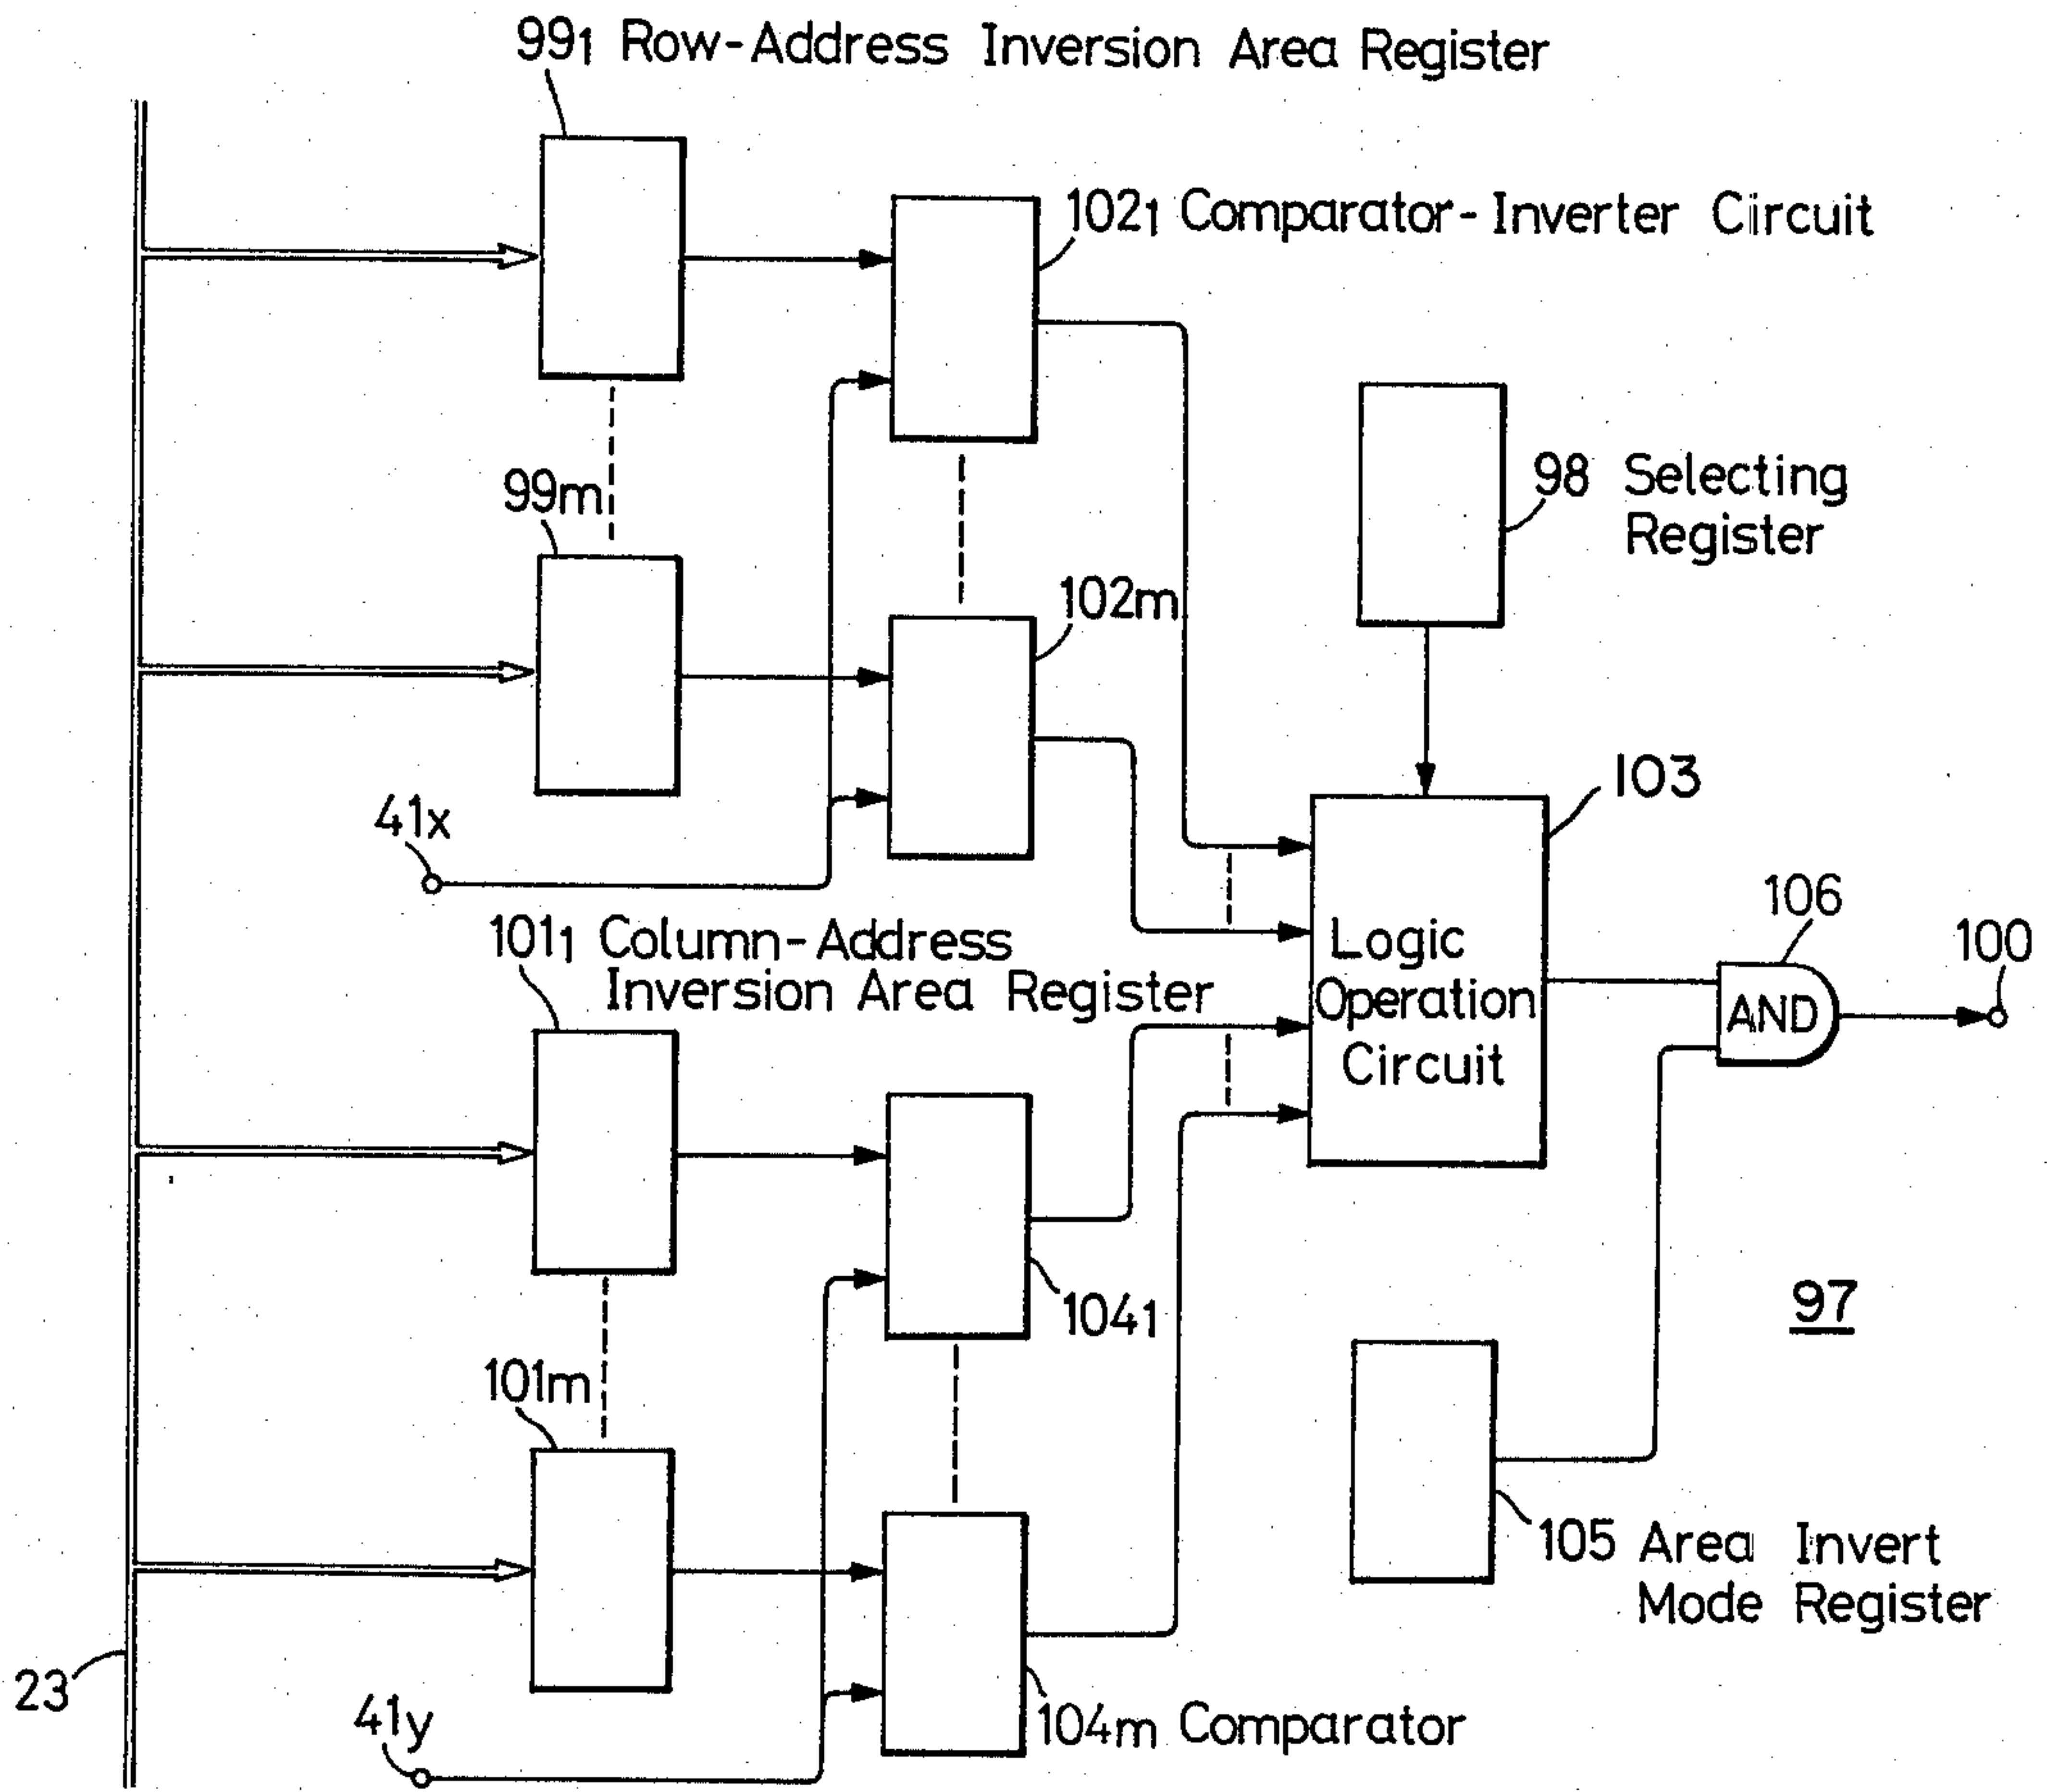 99₁ Row-Address Inversion Area Register
102₁ Comparator-Inverter Circuit
98 Selecting
Register
99m
102m
103
41x
106
100
101₁ Column-Address
Inversion Area Register
Logic
Operation
Circuit
AND
97
104₁
101m
105 Area Invert
Mode Register
23
41y
104m Comparator